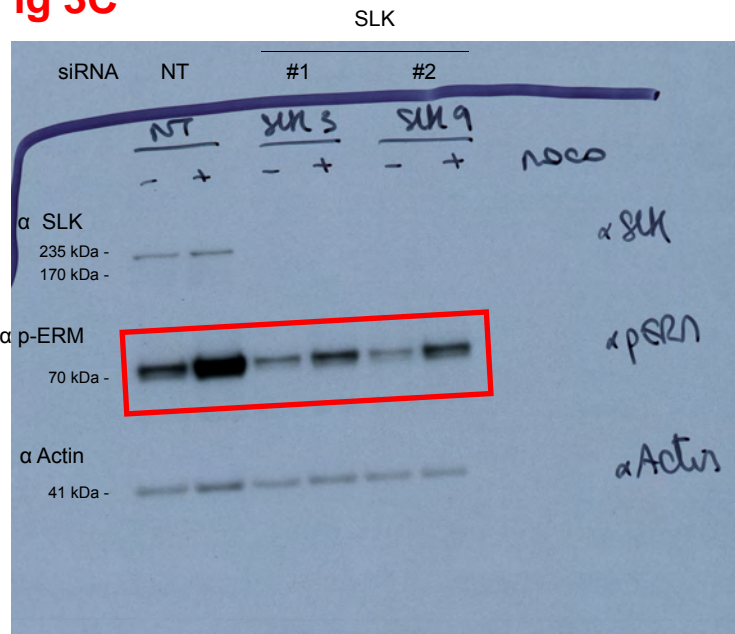 ig 3C
SLK
siRNA NT #1 #2
NT SLK 3 SLK 9
- + - + - + noco
α SLK α SLK
235 kDa -
170 kDa -
α p-ERM α pERM
70 kDa -
α Actin α Actin
41 kDa -